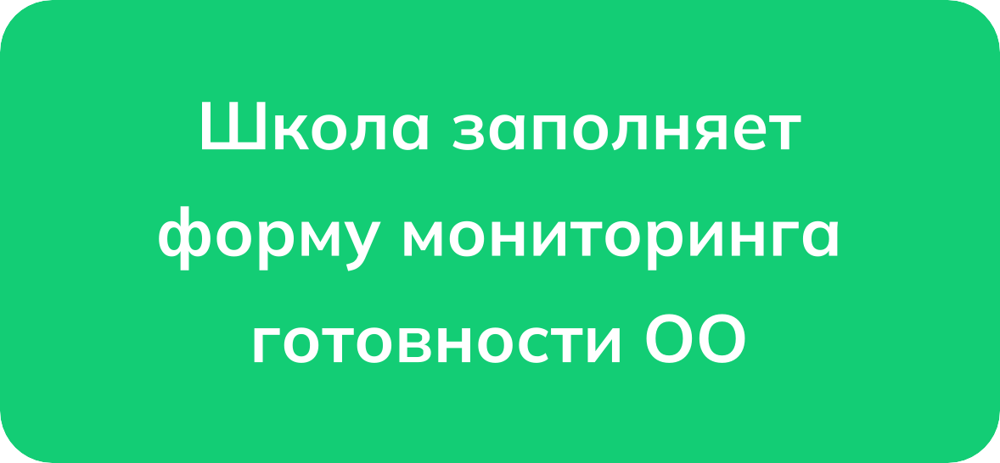 Школа заполняет
форму мониторинга
готовности ОО